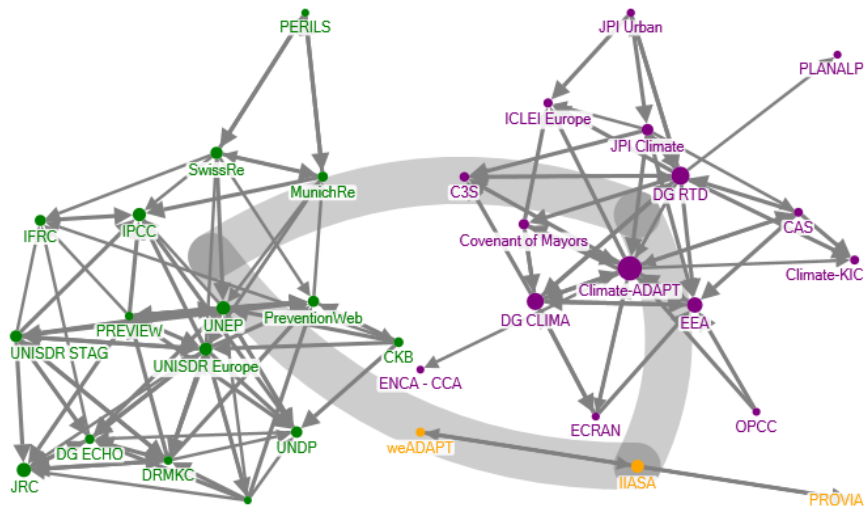 PERILS
JPI Urban
PLANALP
ICLEI Europe
JPI Climate
SwissRe
MunichRe
C3S
DG RTD
IFRC
IPCC
Covenant of Mayors
CAS
Climate-KIC
Climate-ADAPT
PREVIEW
UNEP
PreventionWeb
DG CLIMA
EEA
UNISDR STAG
UNISDR Europe
CKB
ENCA - CCA
ECRAN
OPCC
DG ECHO
UNDP
weADAPT
JRC
DRMKC
IIASA
PROVIA